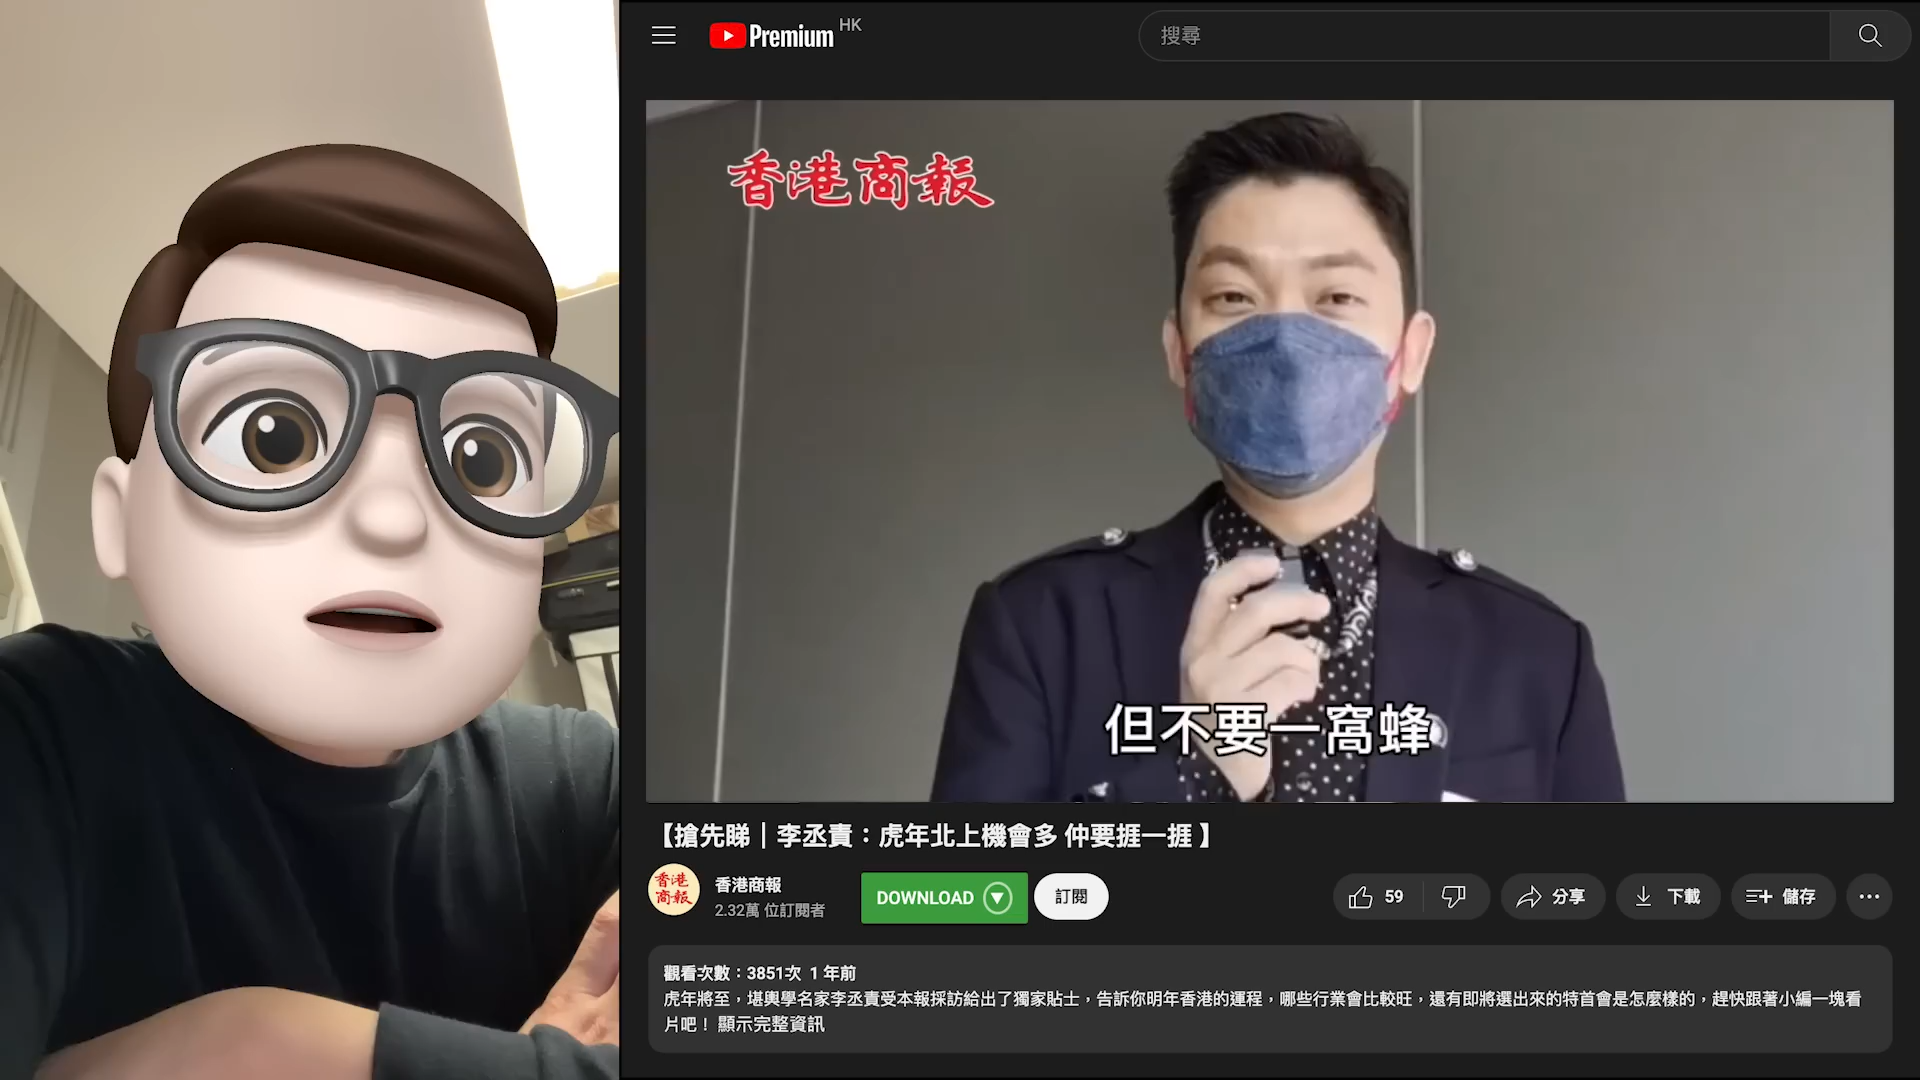 Premium HK
搜尋
香港商報
但不要一窩蜂
【搶先睇｜李丞責：虎年北上機會多 仲要捱一捱 】
香港商報
香港商報
2.32萬 位訂閱者
DOWNLOAD
訂閱
59
分享
下載
儲存
觀看次數：3851次 1 年前
虎年將至，堪輿學名家李丞責受本報採訪給出了獨家貼士，告訴你明年香港的運程，哪些行業會比較旺，還有即將選出來的特首會是怎麼樣的，趕快跟著小編一塊看
片吧！ 顯示完整資訊